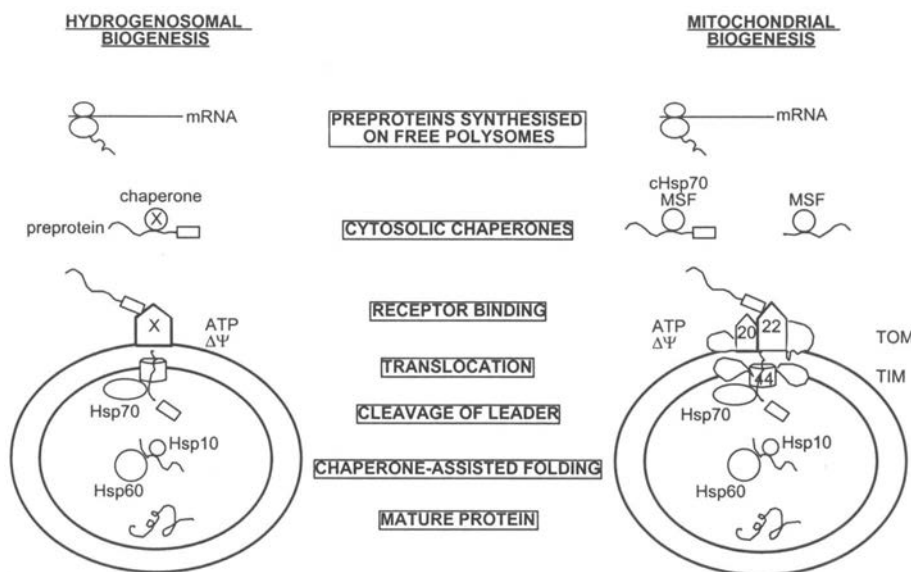 HYDROGENOSOMAL
BIOGENESIS
MITOCHONDRIAL
BIOGENESIS
mRNA
PREPROTEINS SYNTHESISED
ON FREE POLYSOMES
mRNA
chaperone
X
preprotein
CYTOSOLIC CHAPERONES
cHsp70
MSF
MSF
RECEPTOR BINDING
X
ATP
ΔΨ
ATP
ΔΨ
20
22
TOM
TRANSLOCATION
44
TIM
Hsp70
CLEAVAGE OF LEADER
Hsp70
Hsp10
Hsp60
CHAPERONE-ASSISTED FOLDING
Hsp10
Hsp60
MATURE PROTEIN